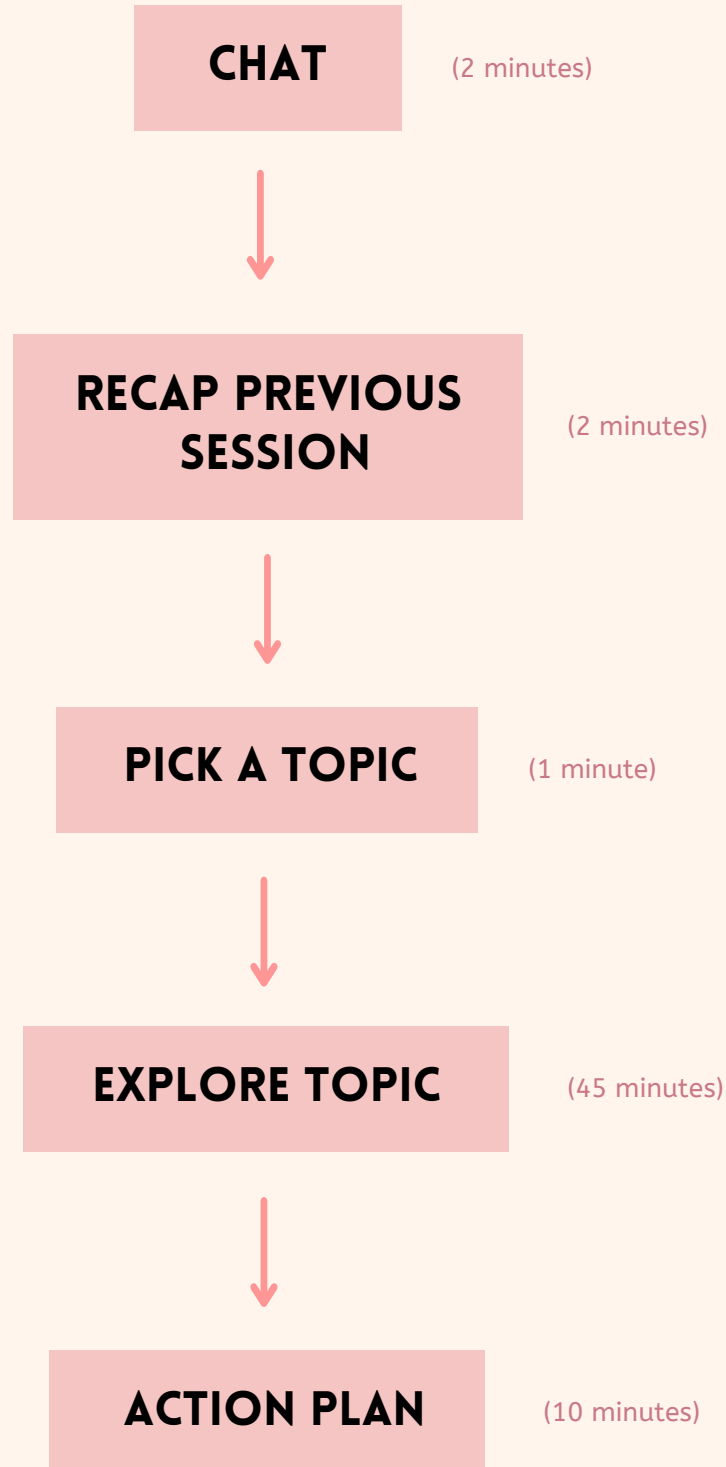 CHAT
(2 minutes)
RECAP PREVIOUS
SESSION
(2 minutes)
PICK A TOPIC
(1 minute)
EXPLORE TOPIC
(45 minutes)
ACTION PLAN
(10 minutes)